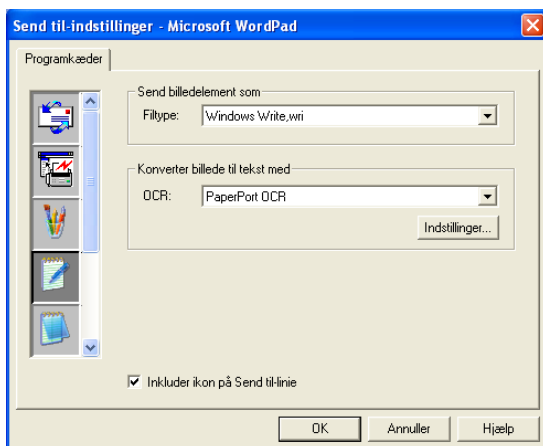 Send til-indstillinger - Microsoft WordPad
Programkæder
Send billedelement som
Filtype: Windows Write,wri
Konverter billede til tekst med
OCR: PaperPort OCR
Indstillinger...
Inkluder ikon på Send til-linie
OK Annuller Hjælp